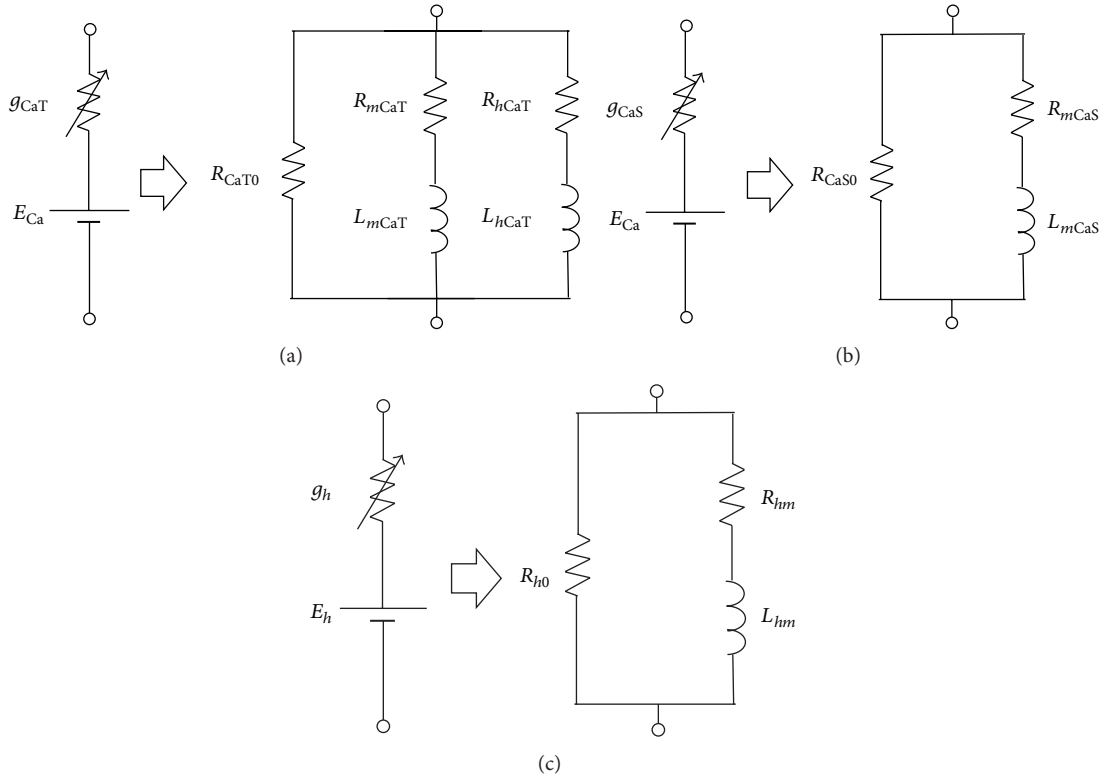 g_CaT
E_Ca
R_CaT0
R_mCaT
R_hCaT
L_mCaT
L_hCaT
(a)
g_CaS
E_Ca
R_CaS0
R_mCaS
L_mCaS
(b)
g_h
E_h
R_h0
R_hm
L_hm
(c)